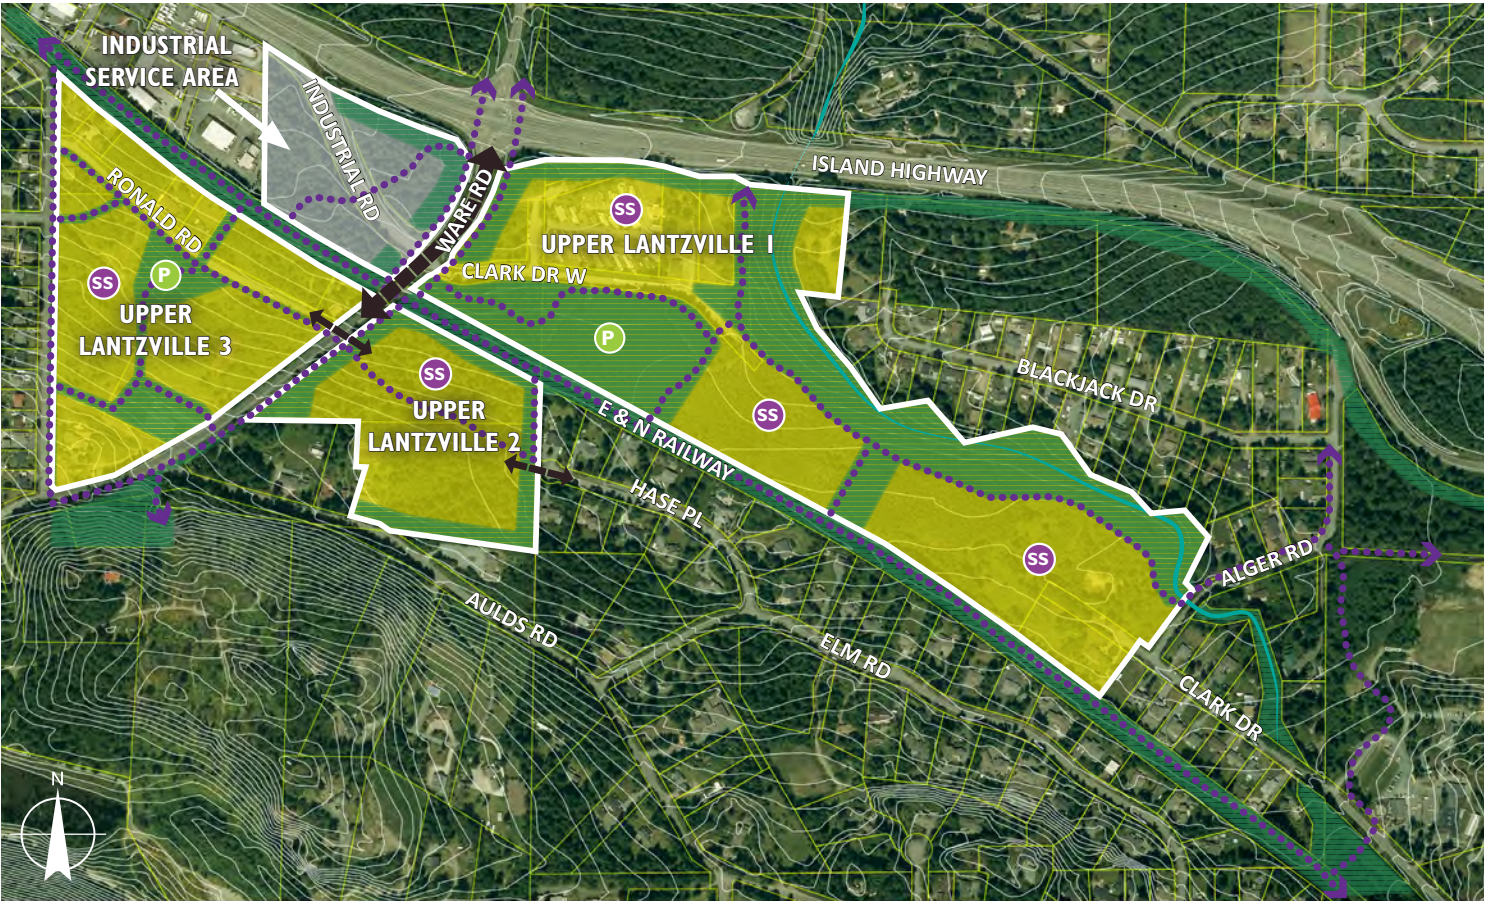 INDUSTRIAL
SERVICE AREA
INDUSTRIAL RD
ISLAND HIGHWAY
WARE RD
RONALD RD
SS
UPPER LANTZVILLE 1
CLARK DR W
SS
P
UPPER
LANTZVILLE 3
P
SS
UPPER
LANTZVILLE 2
SS
BLACKJACK DR
E & N RAILWAY
HASE PL
SS
ALGER RD
AULDS RD
ELM RD
CLARK DR
N